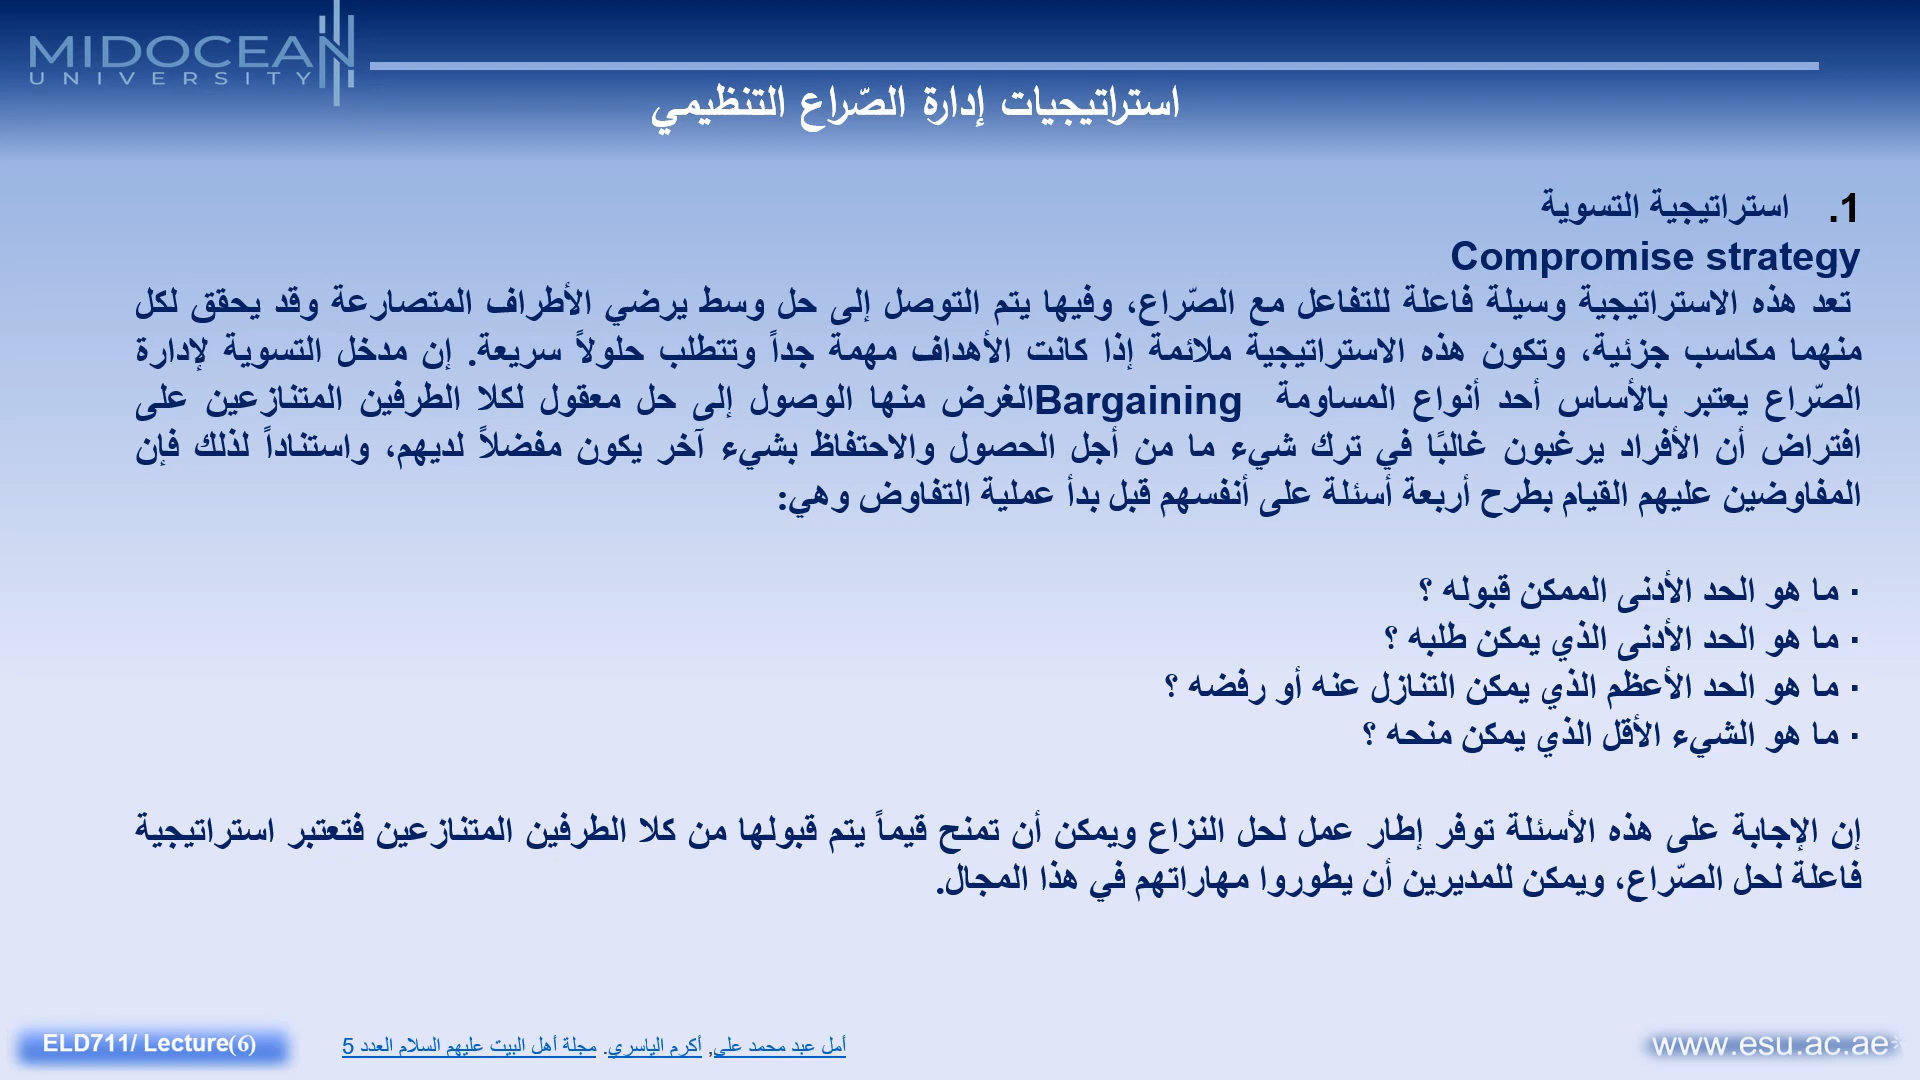 MIDOCEAN
UNIVERSITY
استراتيجيات إدارة الصّراع التنظيمي
1. استراتيجية التسوية
Compromise strategy
تعد هذه الاستراتيجية وسيلة فاعلة للتفاعل مع الصّراع، وفيها يتم التوصل إلى حل وسط يرضي الأطراف المتصارعة وقد يحقق لكل
منهما مكاسب جزئية، وتكون هذه الاستراتيجية ملائمة إذا كانت الأهداف مهمة جداً وتتطلب حلولاً سريعة. إن مدخل التسوية لإدارة
الصّراع يعتبر بالأساس أحد أنواع المساومة Bargainingالغرض منها الوصول إلى حل معقول لكلا الطرفين المتنازعين على
افتراض أن الأفراد يرغبون غالبًا في ترك شيء ما من أجل الحصول والاحتفاظ بشيء آخر يكون مفضلاً لديهم، واستناداً لذلك فإن
المفاوضين عليهم القيام بطرح أربعة أسئلة على أنفسهم قبل بدأ عملية التفاوض وهي:
· ما هو الحد الأدنى الممكن قبوله ؟
· ما هو الحد الأدنى الذي يمكن طلبه ؟
· ما هو الحد الأعظم الذي يمكن التنازل عنه أو رفضه ؟
· ما هو الشيء الأقل الذي يمكن منحه ؟
إن الإجابة على هذه الأسئلة توفر إطار عمل لحل النزاع ويمكن أن تمنح قيماً يتم قبولها من كلا الطرفين المتنازعين فتعتبر استراتيجية
فاعلة لحل الصّراع، ويمكن للمديرين أن يطوروا مهاراتهم في هذا المجال.
ELD711/ Lecture(6)
أمل عبد محمد علي, أكرم الياسري. مجلة أهل البيت عليهم السلام العدد 5
www.esu.ac.ae